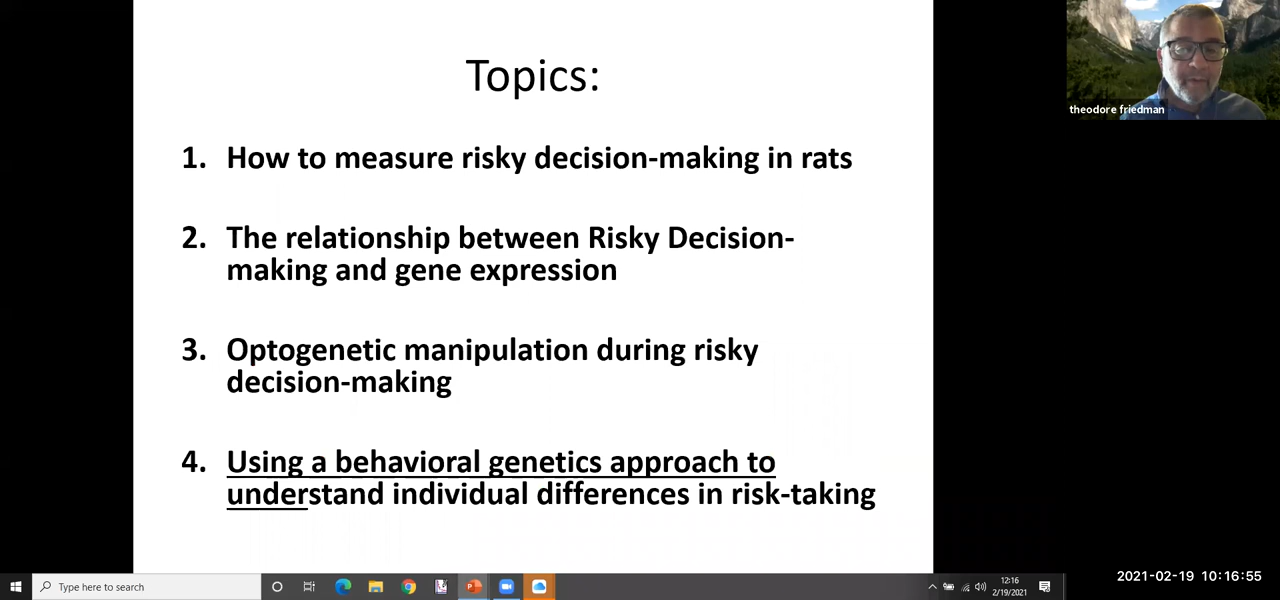 Topics:
theodore friedman
1. How to measure risky decision-making in rats
2. The relationship between Risky Decision-
making and gene expression
3. Optogenetic manipulation during risky
decision-making
4. Using a behavioral genetics approach to
understand individual differences in risk-taking
Type here to search
12:16
2/19/2021
2021-02-19 10:16:55